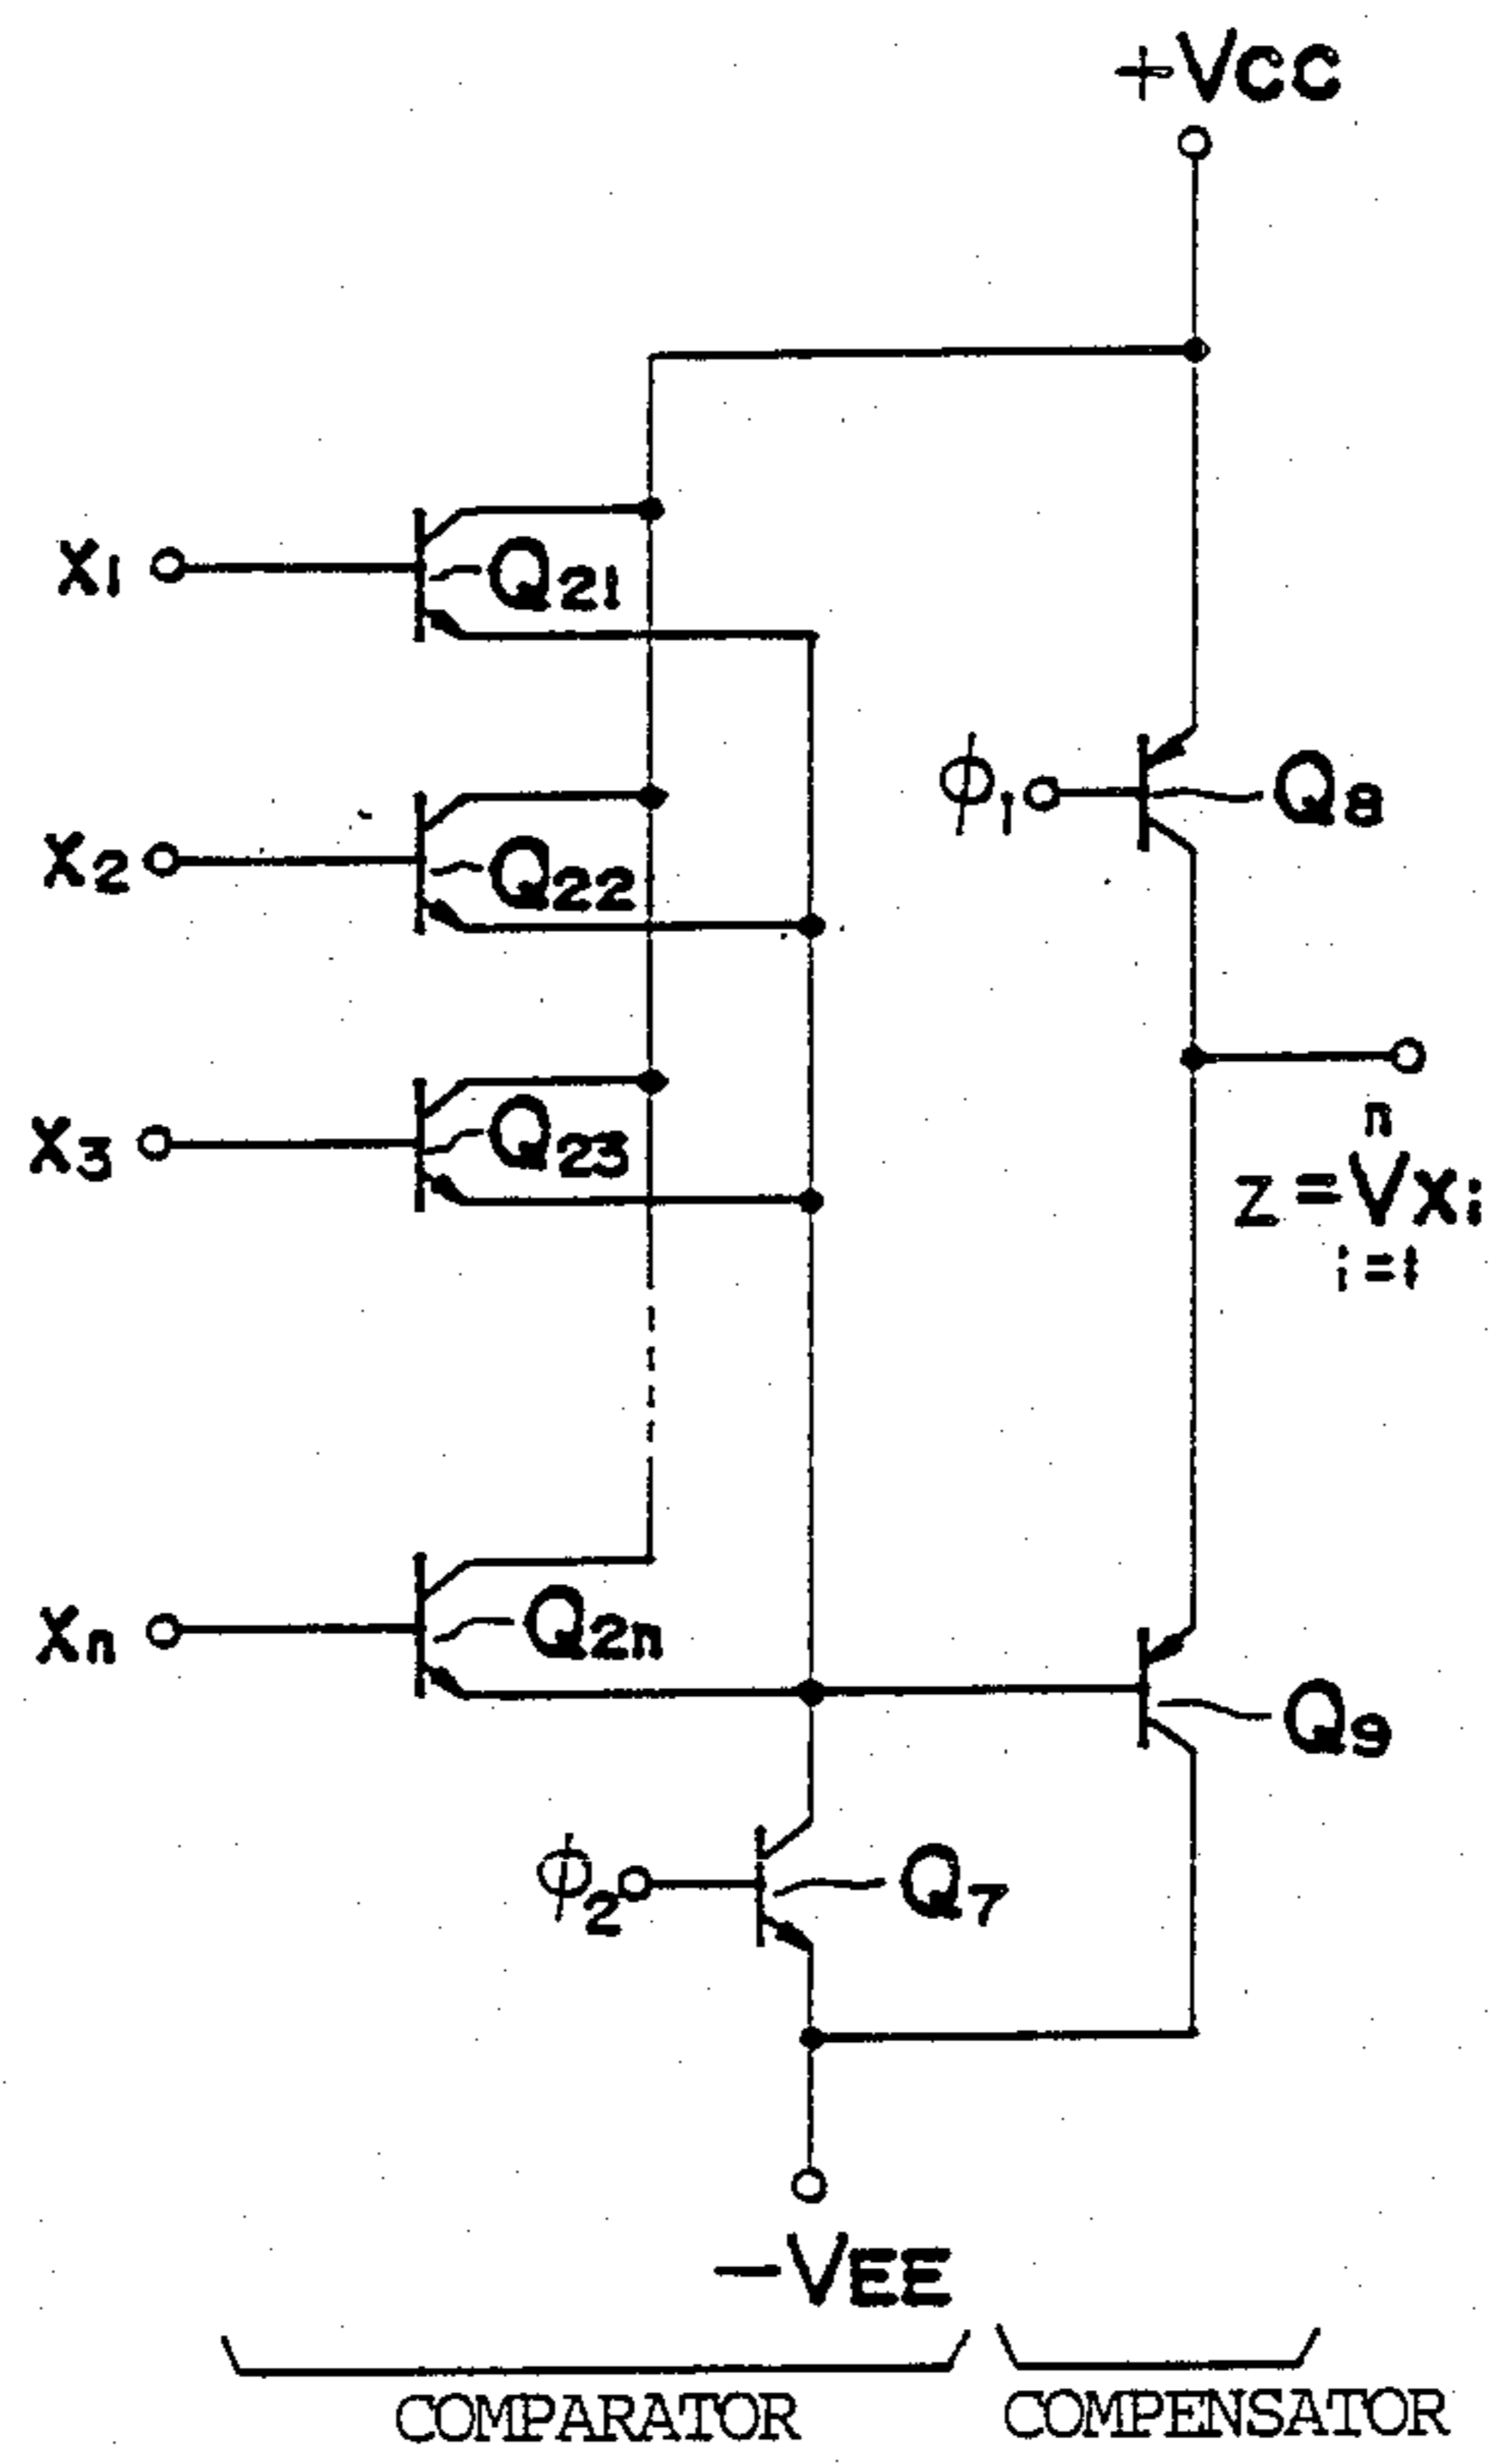 +VCC
X1
Q21
ϕ1
Q8
X2
Q22
X3
Q23
n
Z = V Xi
i=1
Xn
Q2n
Q9
ϕ2
Q7
-VEE
COMPARATOR
COMPENSATOR